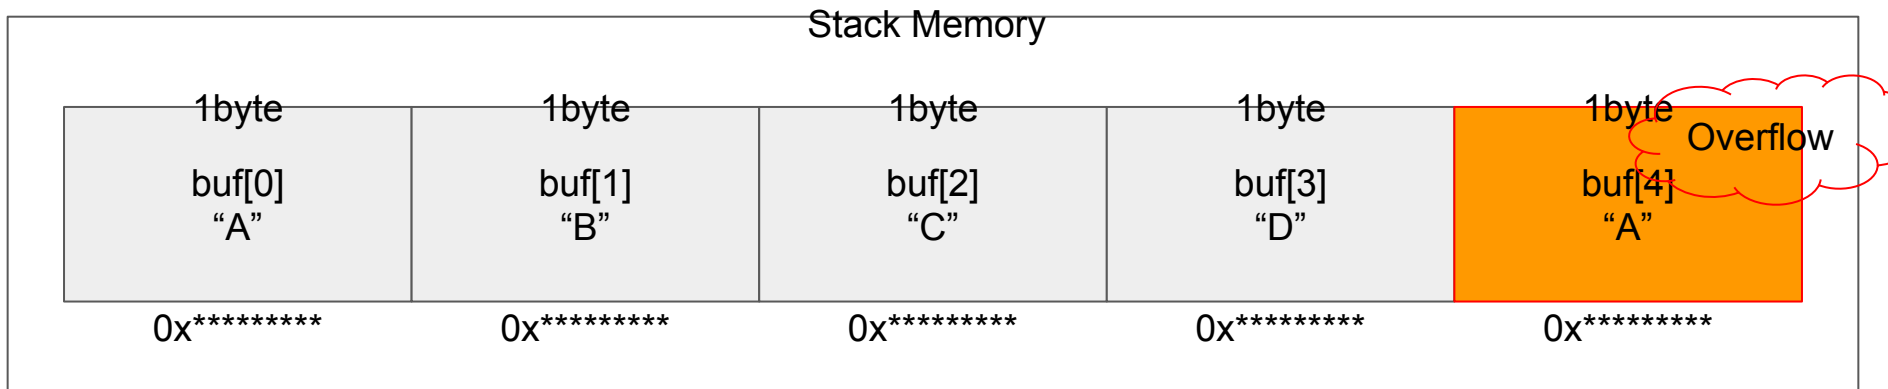 Stack Memory
1byte 1byte 1byte 1byte 1byte
Overflow
buf[0] buf[1] buf[2] buf[3] buf[4]
“A” “B” “C” “D” “A”
0x********* 0x********* 0x********* 0x********* 0x*********